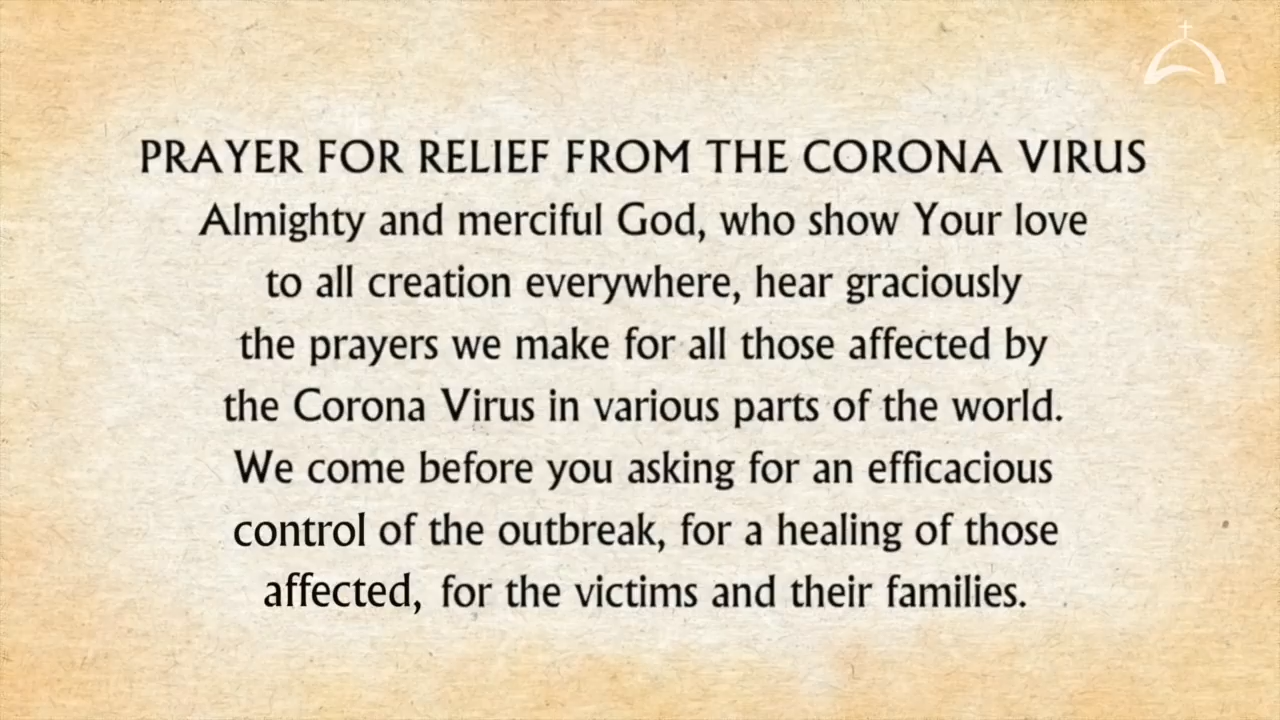 PRAYER FOR RELIEF FROM THE CORONA VIRUS
Almighty and merciful God, who show Your love
to all creation everywhere, hear graciously
the prayers we make for all those affected by
the Corona Virus in various parts of the world.
We come before you asking for an efficacious
control of the outbreak, for a healing of those
affected, for the victims and their families.